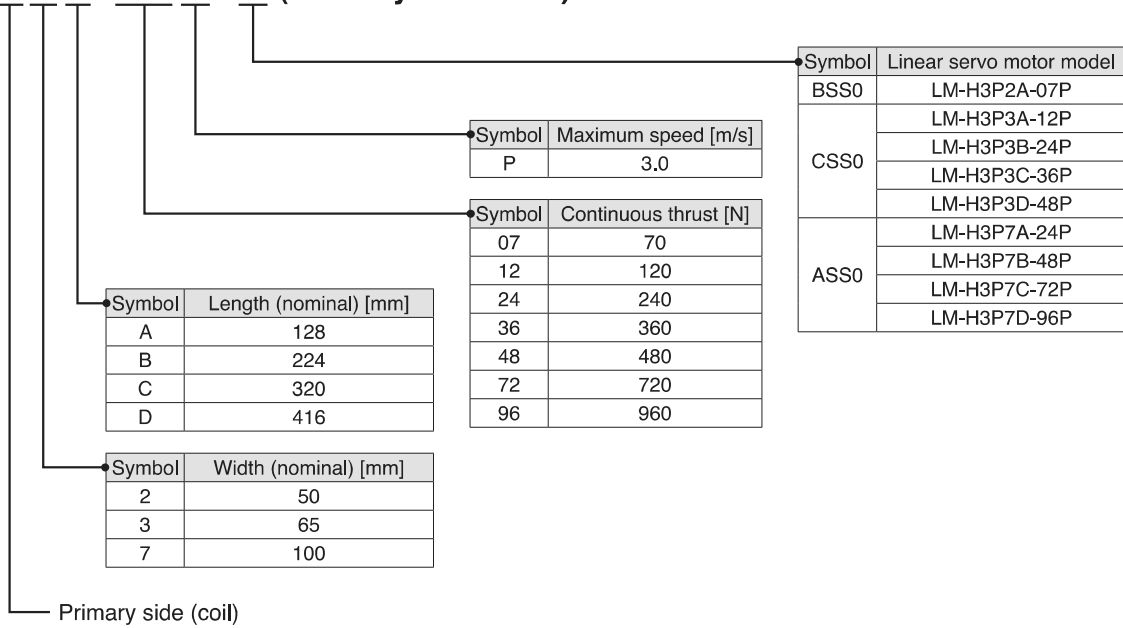 Symbol Linear servo motor model
BSS0 LM-H3P2A-07P
CSS0 LM-H3P3A-12P
LM-H3P3B-24P
LM-H3P3C-36P
LM-H3P3D-48P
ASS0 LM-H3P7A-24P
LM-H3P7B-48P
LM-H3P7C-72P
LM-H3P7D-96P
Symbol Maximum speed [m/s]
P 3.0
Symbol Continuous thrust [N]
07 70
12 120
24 240
36 360
48 480
72 720
96 960
Symbol Length (nominal) [mm]
A 128
B 224
C 320
D 416
Symbol Width (nominal) [mm]
2 50
3 65
7 100
Primary side (coil)